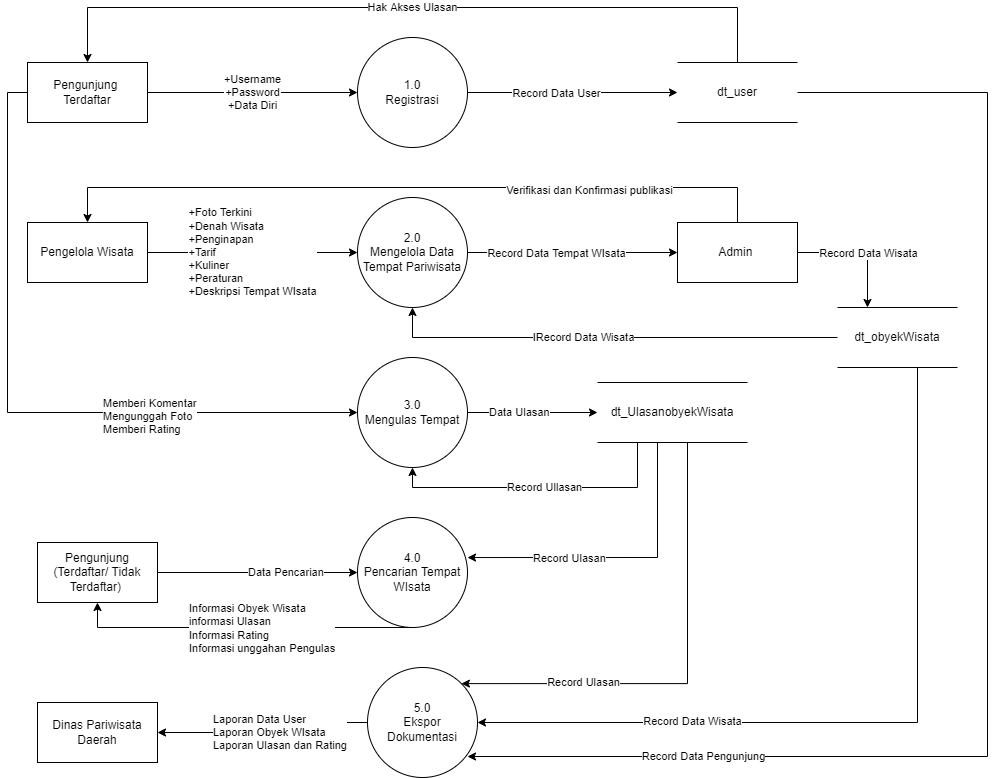 Hak Akses Ulasan
Pengunjung
Terdaftar
+Username
+Password
+Data Diri
1.0
Registrasi
Record Data User
dt_user
Verifikasi dan Konfirmasi publikasi
Pengelola Wisata
+Foto Terkini
+Denah Wisata
+Penginapan
+Tarif
+Kuliner
+Peraturan
+Deskripsi Tempat WIsata
2.0
Mengelola Data
Tempat Pariwisata
Record Data Tempat WIsata
Admin
Record Data Wisata
dt_obyekWisata
IRecord Data Wisata
Memberi Komentar
Mengunggah Foto
Memberi Rating
3.0
Mengulas Tempat
Data Ulasan
dt_UlasanobyekWisata
Record Ullasan
Pengunjung
(Terdaftar/ Tidak
Terdaftar)
Data Pencarian
4.0
Pencarian Tempat
WIsata
Record Ulasan
Informasi Obyek Wisata
informasi Ulasan
Informasi Rating
Informasi unggahan Pengulas
Record Ulasan
Dinas Pariwisata
Daerah
Laporan Data User
Laporan Obyek WIsata
Laporan Ulasan dan Rating
5.0
Ekspor
Dokumentasi
Record Data Wisata
Record Data Pengunjung